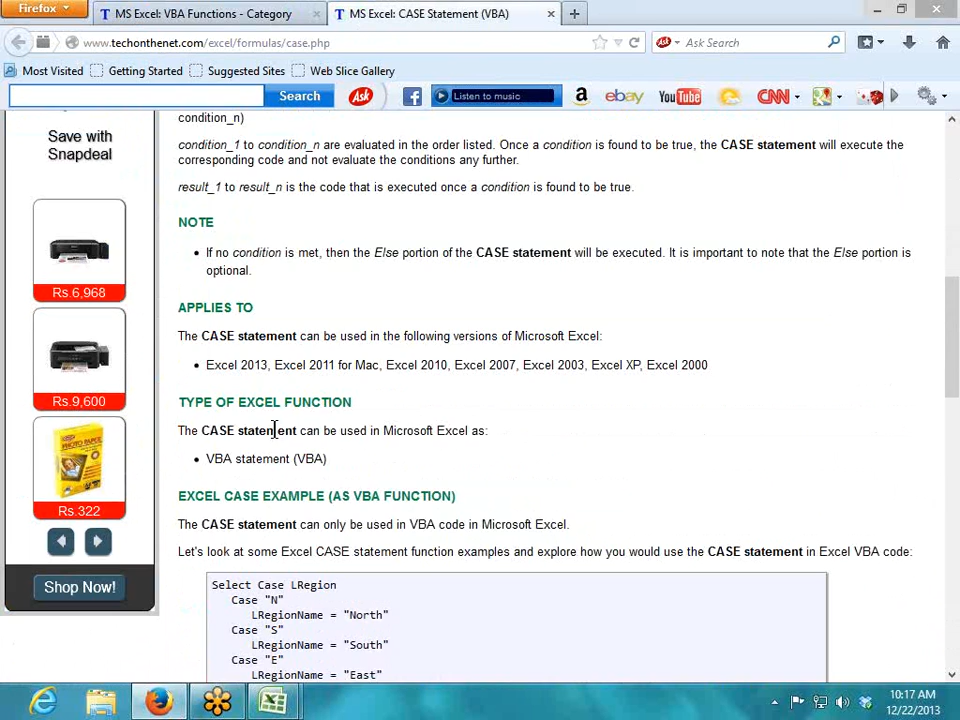 Firefox
MS Excel: VBA Functions - Category
MS Excel: CASE Statement (VBA)
www.techonthenet.com/excel/formulas/case.php
Ask Search
Most Visited
Getting Started
Suggested Sites
Web Slice Gallery
Search
Ask
Listen to music
a
ebay
YouTube
CNN
Save with
Snapdeal
Rs.6,968
Rs.9,600
PHOTO PAPER
Rs.322
Shop Now!
condition_n)
condition_1 to condition_n are evaluated in the order listed. Once a condition is found to be true, the CASE statement will execute the
corresponding code and not evaluate the conditions any further.
result_1 to result_n is the code that is executed once a condition is found to be true.
NOTE
• If no condition is met, then the Else portion of the CASE statement will be executed. It is important to note that the Else portion is
optional.
APPLIES TO
The CASE statement can be used in the following versions of Microsoft Excel:
• Excel 2013, Excel 2011 for Mac, Excel 2010, Excel 2007, Excel 2003, Excel XP, Excel 2000
TYPE OF EXCEL FUNCTION
The CASE statement can be used in Microsoft Excel as:
• VBA statement (VBA)
EXCEL CASE EXAMPLE (AS VBA FUNCTION)
The CASE statement can only be used in VBA code in Microsoft Excel.
Let's look at some Excel CASE statement function examples and explore how you would use the CASE statement in Excel VBA code:
Select Case LRegion
Case "N"
LRegionName = "North"
Case "S"
LRegionName = "South"
Case "E"
LRegionName = "East"
10:17 AM
12/22/2013